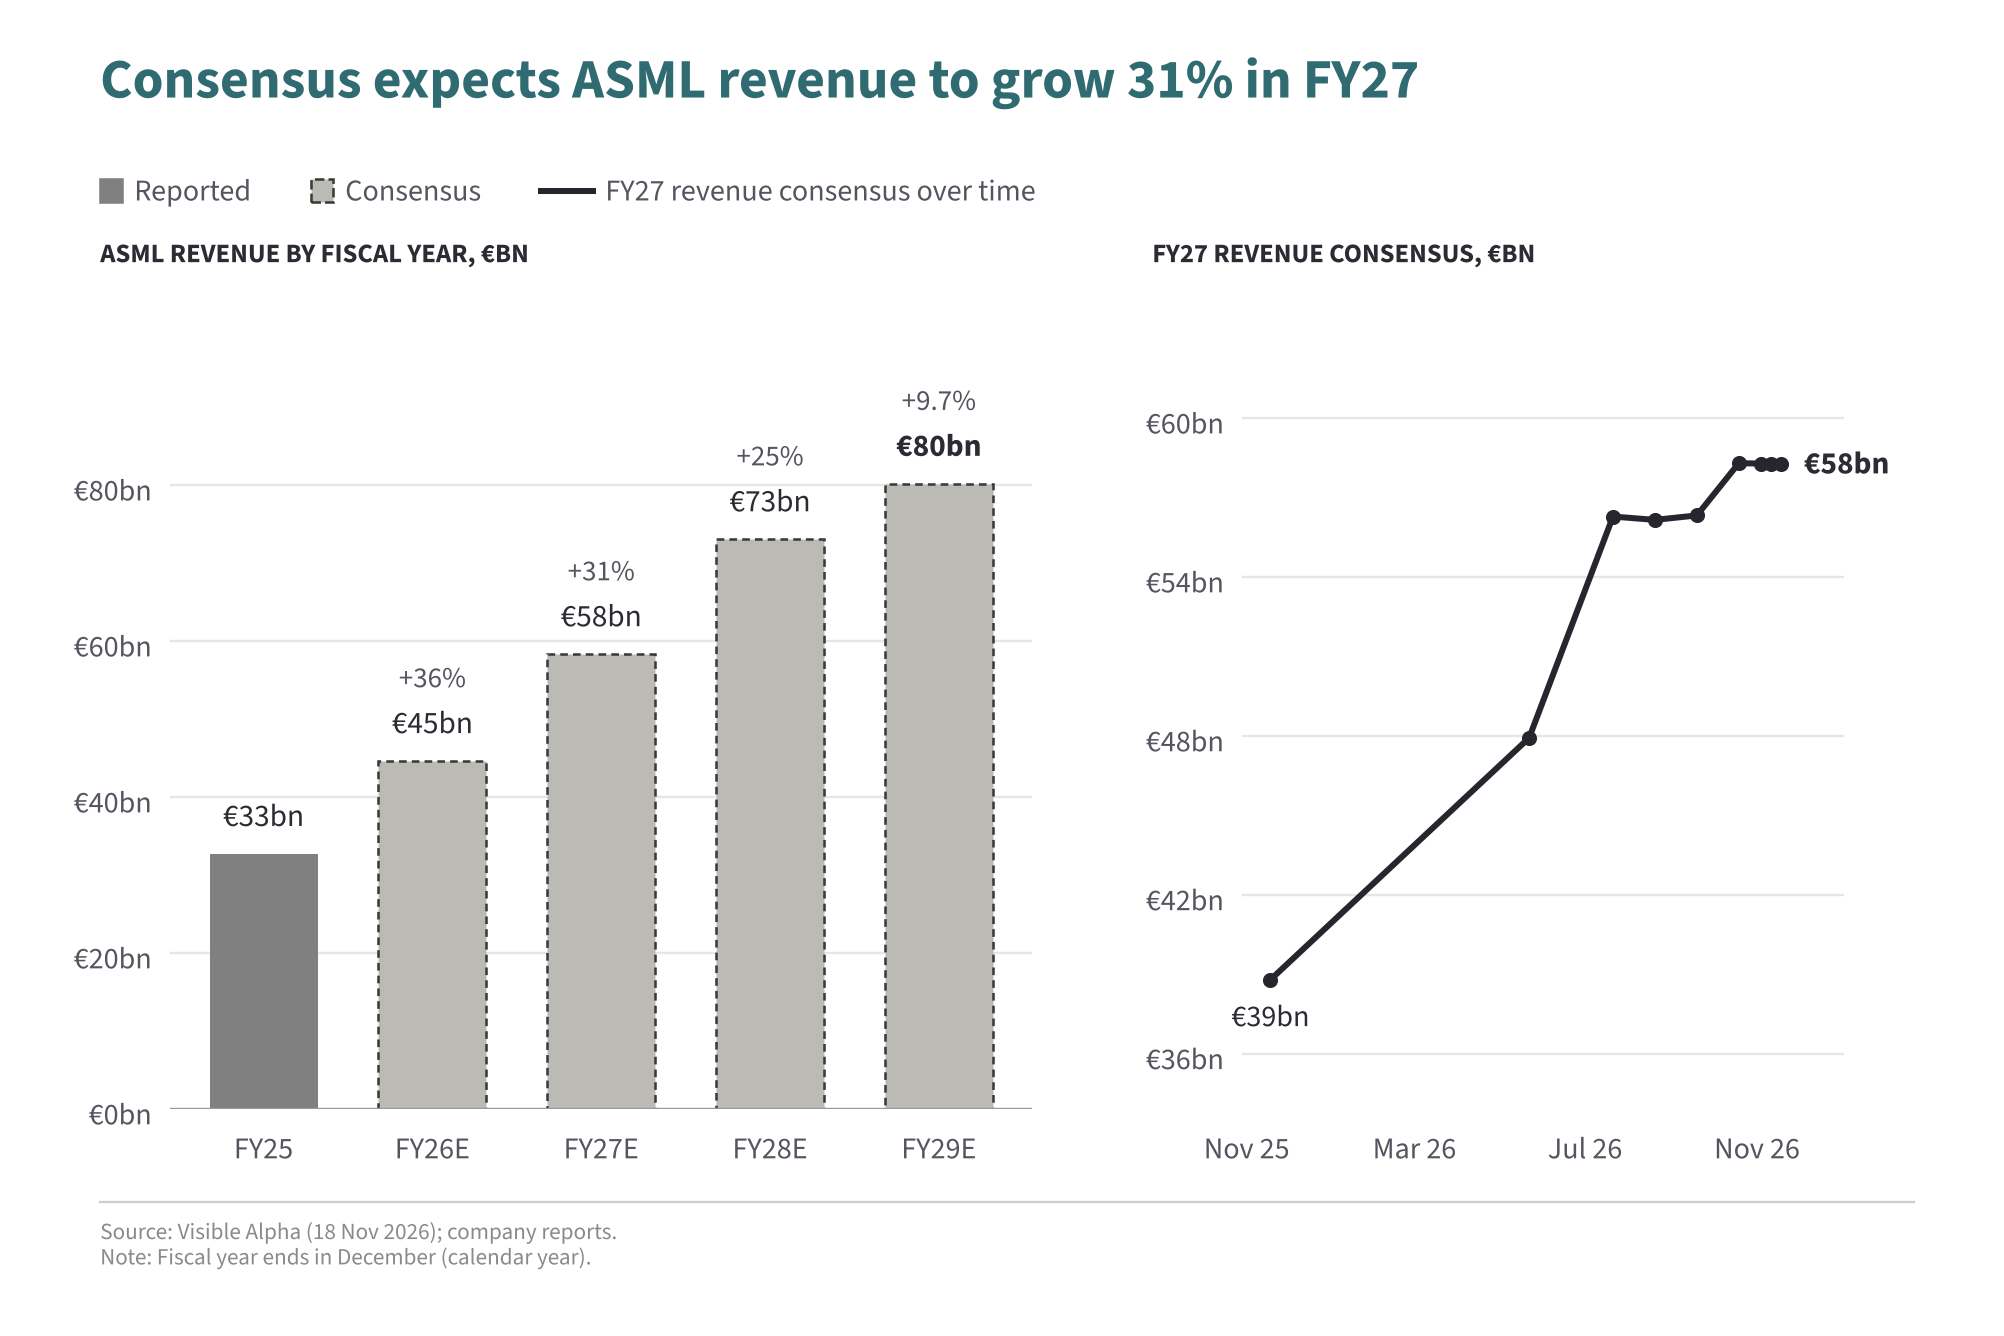 Consensus expects ASML revenue to grow 31% in FY27
Reported
Consensus
FY27 revenue consensus over time
ASML REVENUE BY FISCAL YEAR, €BN
+9.7%
€80bn
+25%
€73bn
+31%
€58bn
+36%
€45bn
€33bn
€80bn
€60bn
€40bn
€20bn
€0bn
FY25
FY26E
FY27E
FY28E
FY29E
FY27 REVENUE CONSENSUS, €BN
€60bn
€54bn
€48bn
€42bn
€36bn
€58bn
€39bn
Nov 25
Mar 26
Jul 26
Nov 26
Source: Visible Alpha (18 Nov 2026); company reports.
Note: Fiscal year ends in December (calendar year).